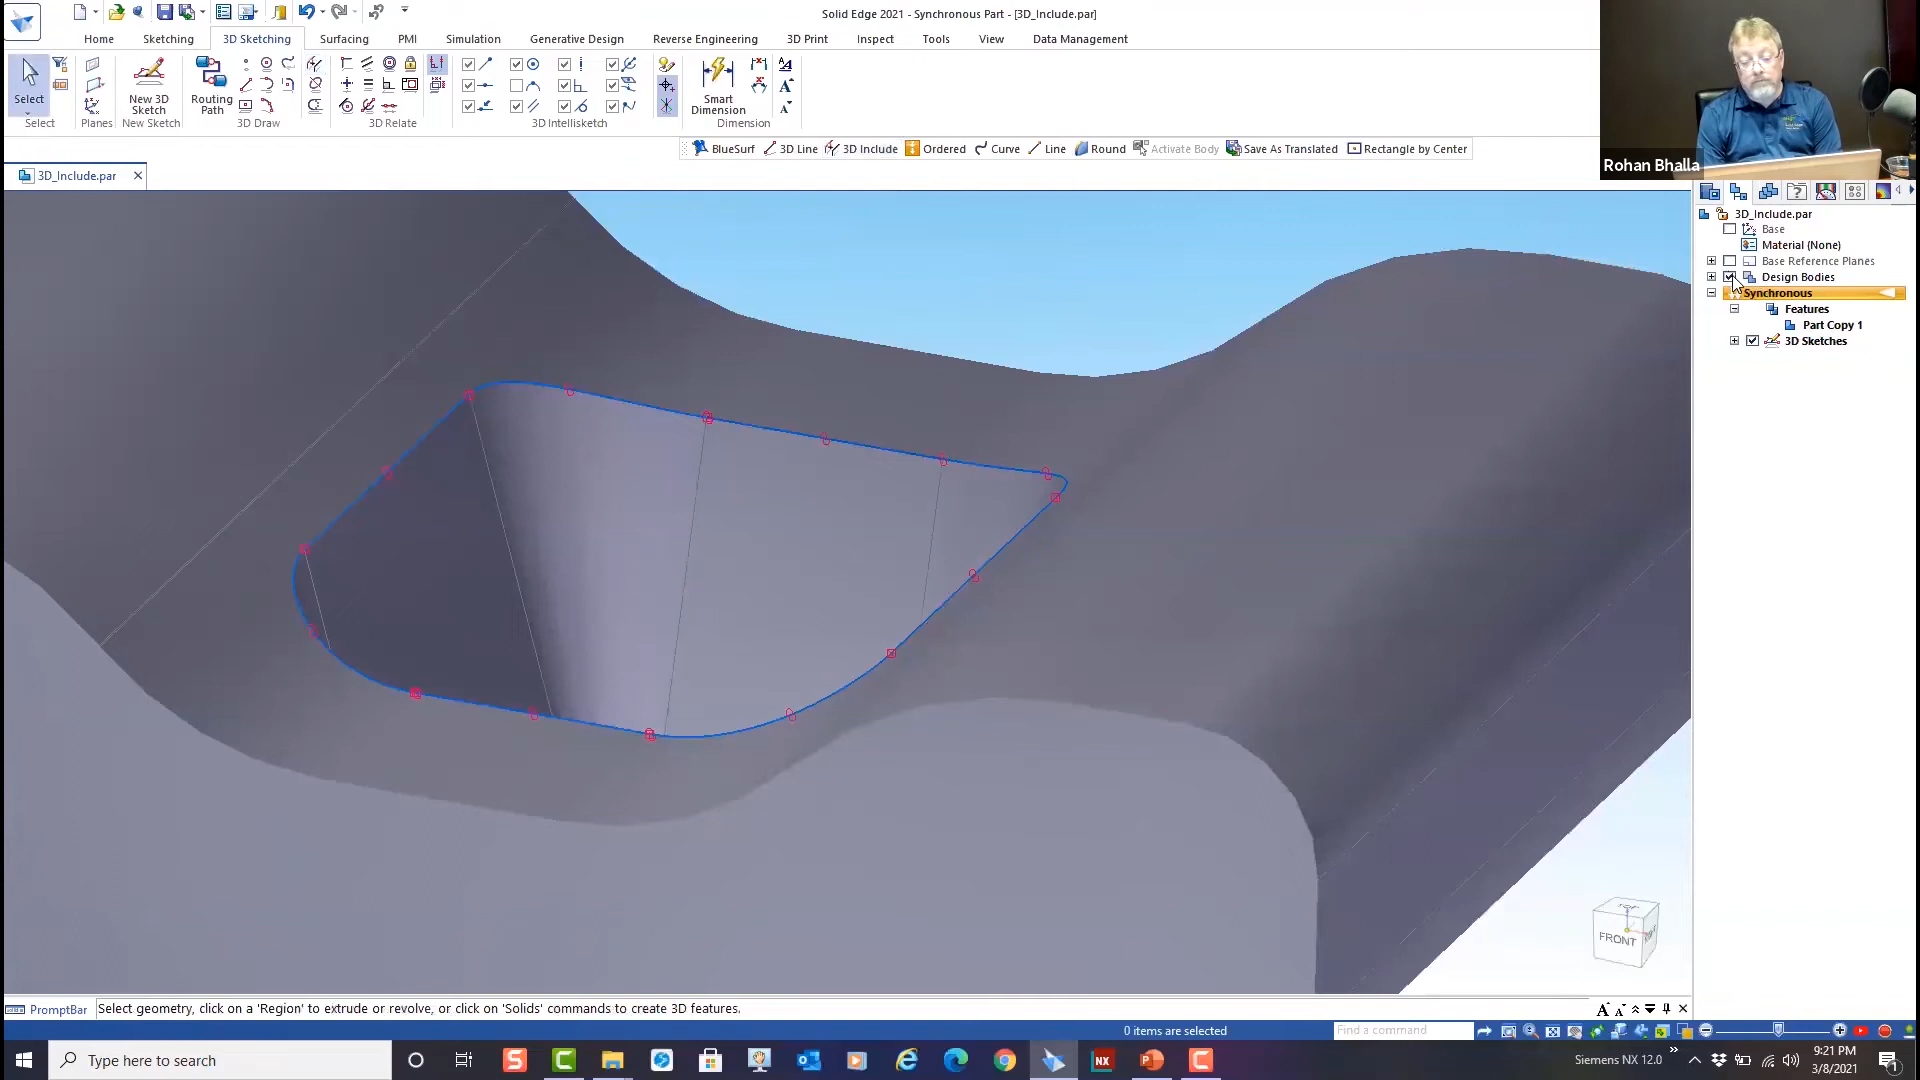 Solid Edge 2021 - Synchronous Part - [3D_Include.par]
Home Sketching 3D Sketching Surfacing PMI Simulation Generative Design Reverse Engineering 3D Print Inspect Tools View Data Management
Select
New 3D Sketch
Routing Path
Smart Dimension
Select Planes New Sketch 3D Draw 3D Relate 3D Intellisketch Dimension
BlueSurf 3D Line 3D Include Ordered Curve Line Round Activate Body Save As Translated Rectangle by Center
Rohan Bhalla
3D_Include.par
3D_Include.par
Base
Material (None)
Base Reference Planes
Design Bodies
Synchronous
Features
Part Copy 1
3D Sketches
TOP
FRONT
PromptBar Select geometry, click on a 'Region' to extrude or revolve, or click on 'Solids' commands to create 3D features.
0 items are selected Find a command
Type here to search
Siemens NX 12.0
9:21 PM
3/8/2021